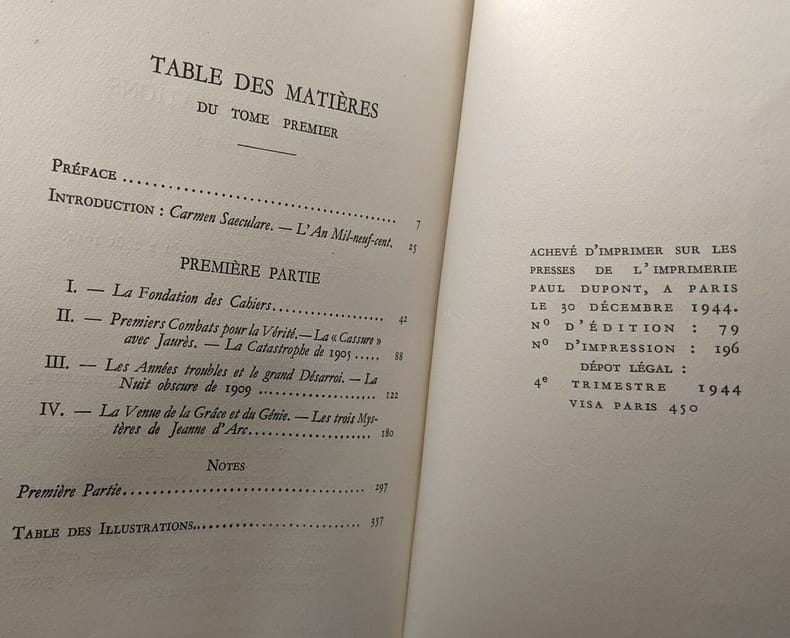 TABLE DES MATIÈRES
DU TOME PREMIER
PRÉFACE ........................................ 7
INTRODUCTION : Carmen Saeculare. — L'An Mil-neuf-cent. 25
PREMIÈRE PARTIE
I. — La Fondation des Cahiers...................... 42
II. — Premiers Combats pour la Vérité. — La « Cassure »
avec Jaurès. — La Catastrophe de 1905 ..... 88
III. — Les Années troubles et le grand Désarroi. — La
Nuit obscure de 1909 ....................... 122
IV. — La Venue de la Grâce et du Génie. — Les trois Mys-
tères de Jeanne d'Arc....................... 180
NOTES
Première Partie........................................ 297
TABLE DES ILLUSTRATIONS............................ 357
ACHEVÉ D'IMPRIMER SUR LES
PRESSES DE L'IMPRIMERIE
PAUL DUPONT, A PARIS
LE 30 DÉCEMBRE 1944.
Nº D'ÉDITION : 79
Nº D'IMPRESSION : 196
DÉPOT LÉGAL :
4e TRIMESTRE 1944
VISA PARIS 450